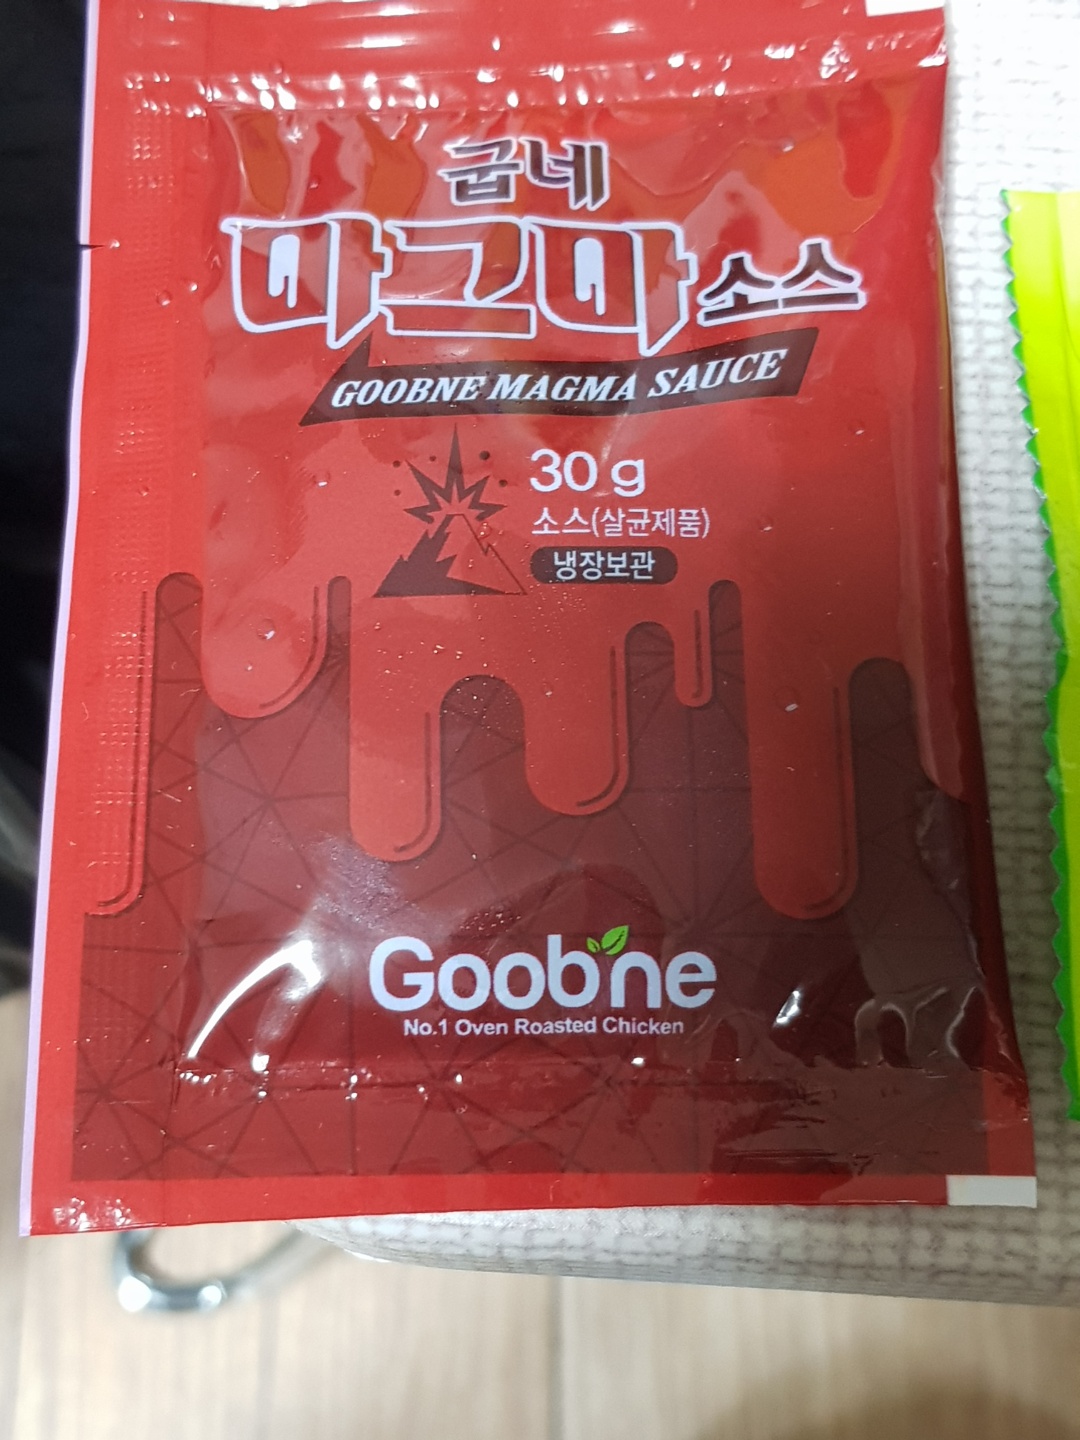 굽네
마그마 소스
GOOBNE MAGMA SAUCE
30 g
소스(살균제품)
냉장보관
Goobne
No.1 Oven Roasted Chicken